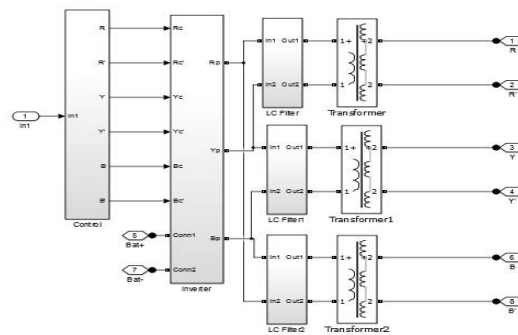 1
In1
In1
R
R'
Y
Y'
B
B
Control
Rc
Rc'
Yc
Yc'
Bc
Bc'
Conn1
Conn2
Rp
Yp
Bp
Inverter
5
Bat+
7
Bat-
In1 Out1
In2 Out2
LC Filter
1+ +2
1 2
Transformer
1
R
2
R'
In1 Out1
In2 Out2
LC Filter1
1+ +2
1 2
Transformer1
3
Y
4
Y'
In1 Out1
In2 Out2
LC Filter2
1+ +2
1 2
Transformer2
6
B
8
B'